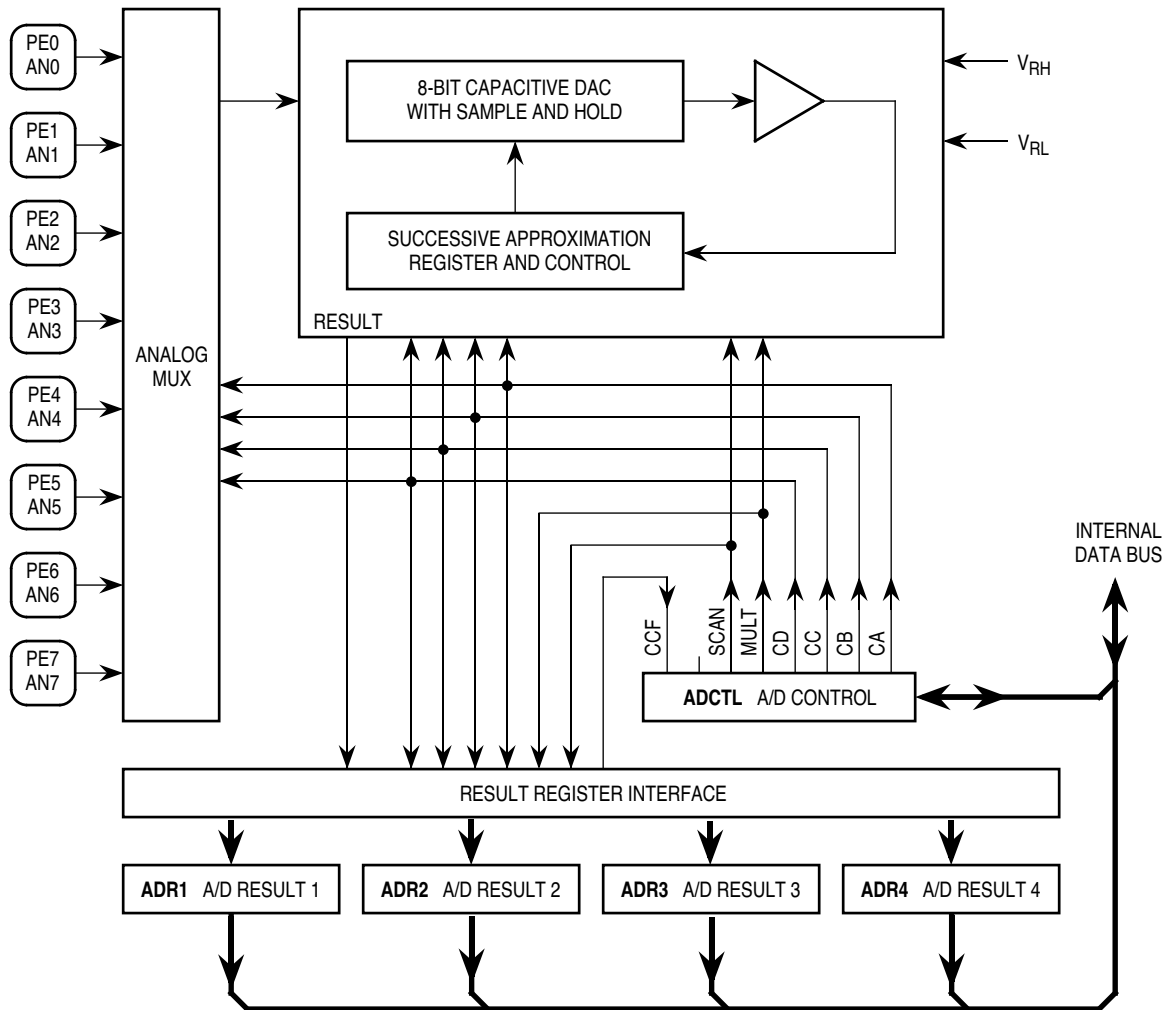 PE0
AN0
PE1
AN1
PE2
AN2
PE3
AN3
PE4
AN4
PE5
AN5
PE6
AN6
PE7
AN7
ANALOG
MUX
8-BIT CAPACITIVE DAC
WITH SAMPLE AND HOLD
SUCCESSIVE APPROXIMATION
REGISTER AND CONTROL
RESULT
VRH
VRL
INTERNAL
DATA BUS
CCF
SCAN
MULT
CD
CC
CB
CA
ADCTL A/D CONTROL
RESULT REGISTER INTERFACE
ADR1 A/D RESULT 1
ADR2 A/D RESULT 2
ADR3 A/D RESULT 3
ADR4 A/D RESULT 4